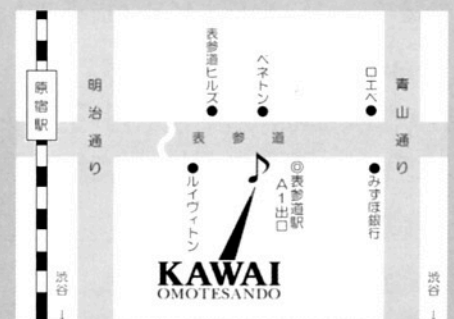 原宿駅
明治通り
表参道ヒルズ
ベネトン
ロエベ
青山通り
表参道
ルイヴィトン
◎表参道駅
A1出口
みずほ銀行
KAWAI
OMOTESANDO
渋谷↓
渋谷↓